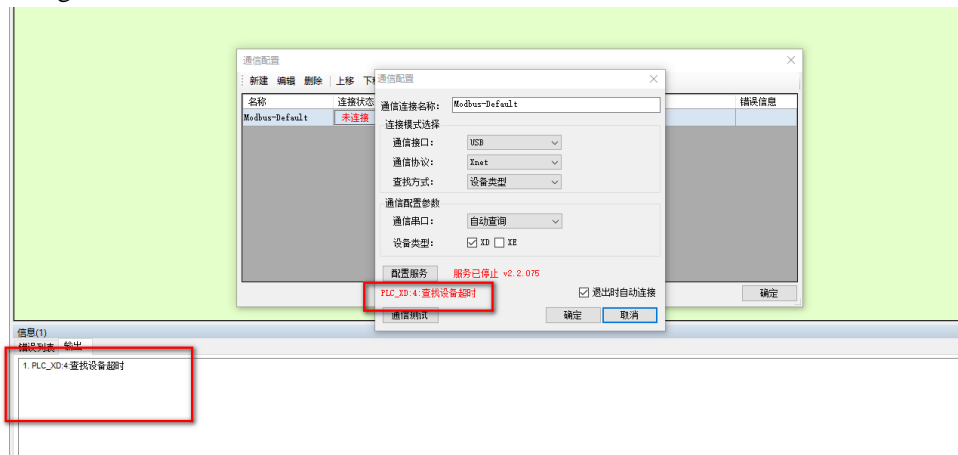 通信配置
新建 编辑 删除 上移
名称 连接状态 错误信息
Modbus-Default 未连接
确定
通信配置
通信连接名称: Modbus-Default
连接模式选择
通信接口: USB
通信协议: Xnet
查找方式: 设备类型
通信配置参数
通信串口: 自动查询
设备类型: XD XE
配置服务 服务已停止 v2.2.075
PLC_XD:4:查找设备超时 退出时自动连接
通信测试 确定 取消
信息(1)
错误列表 输出
1. PLC_XD:4:查找设备超时